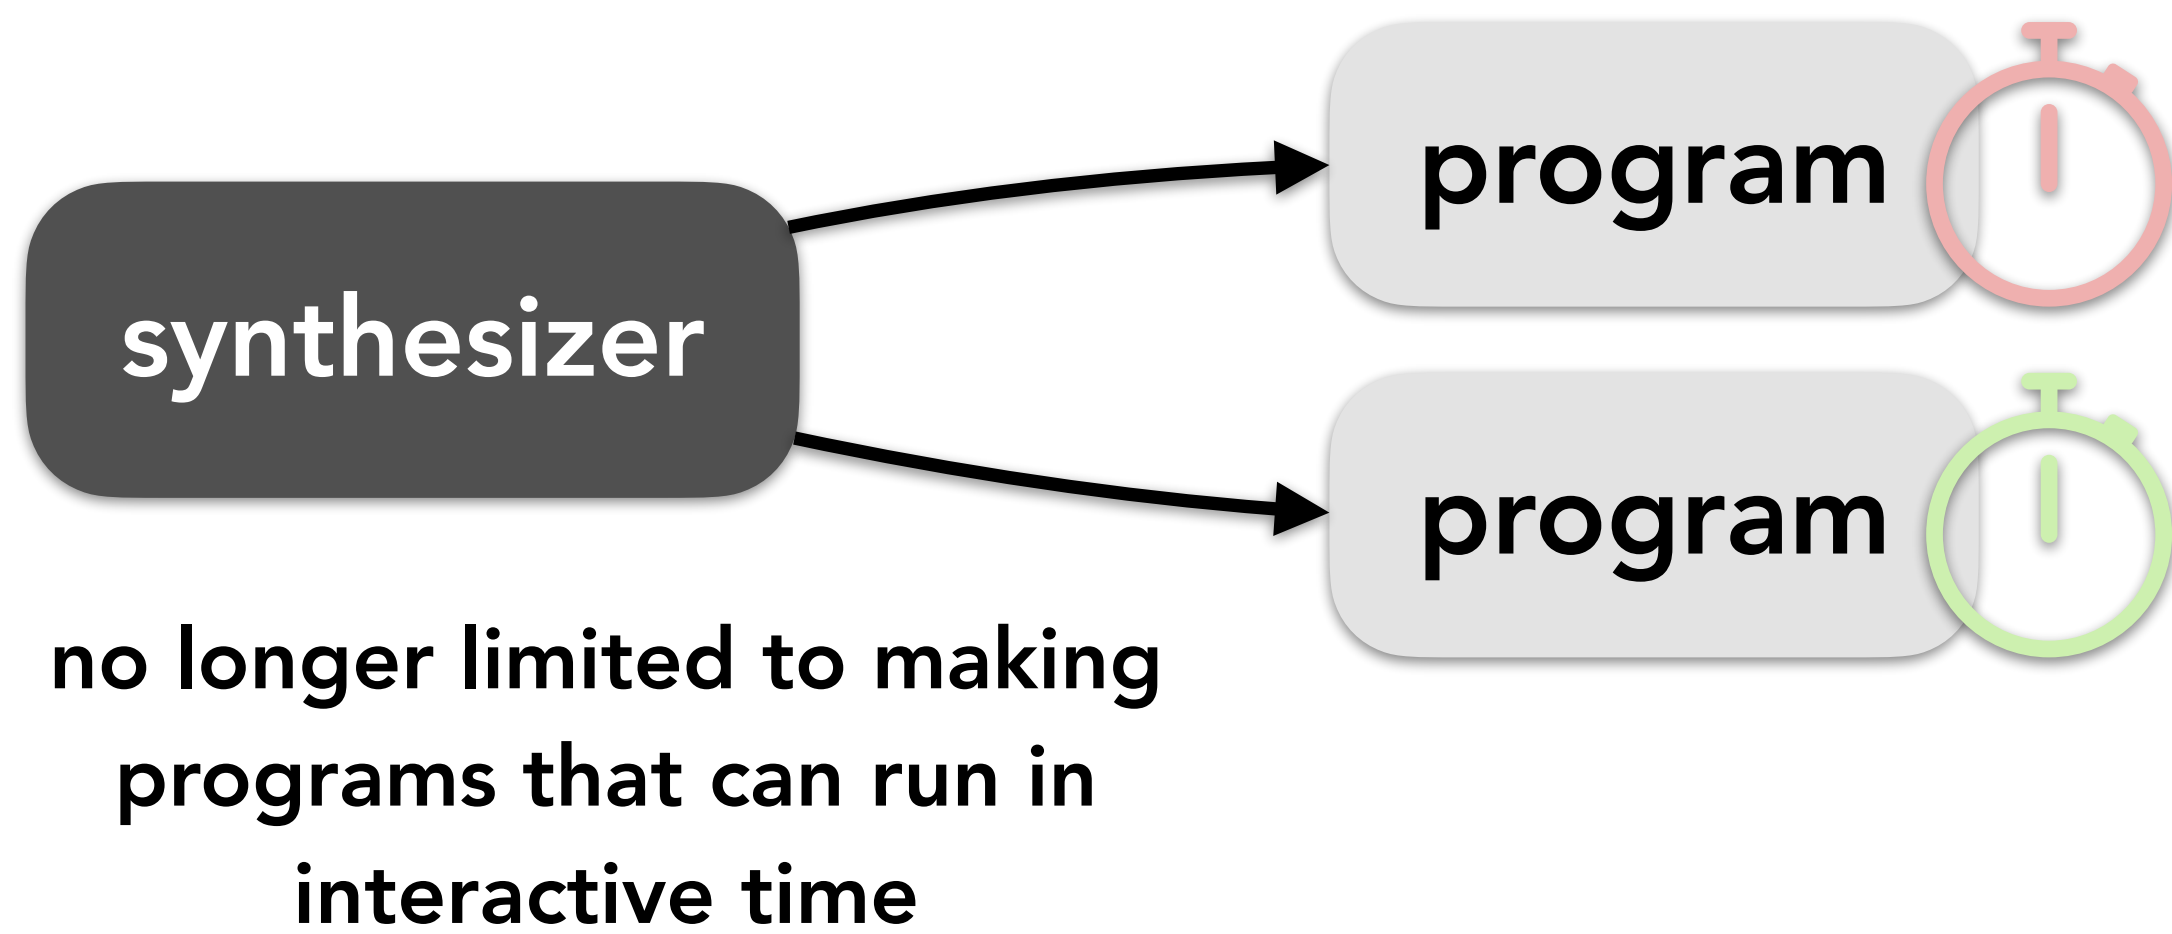 program
synthesizer
program
no longer limited to making
programs that can run in
interactive time